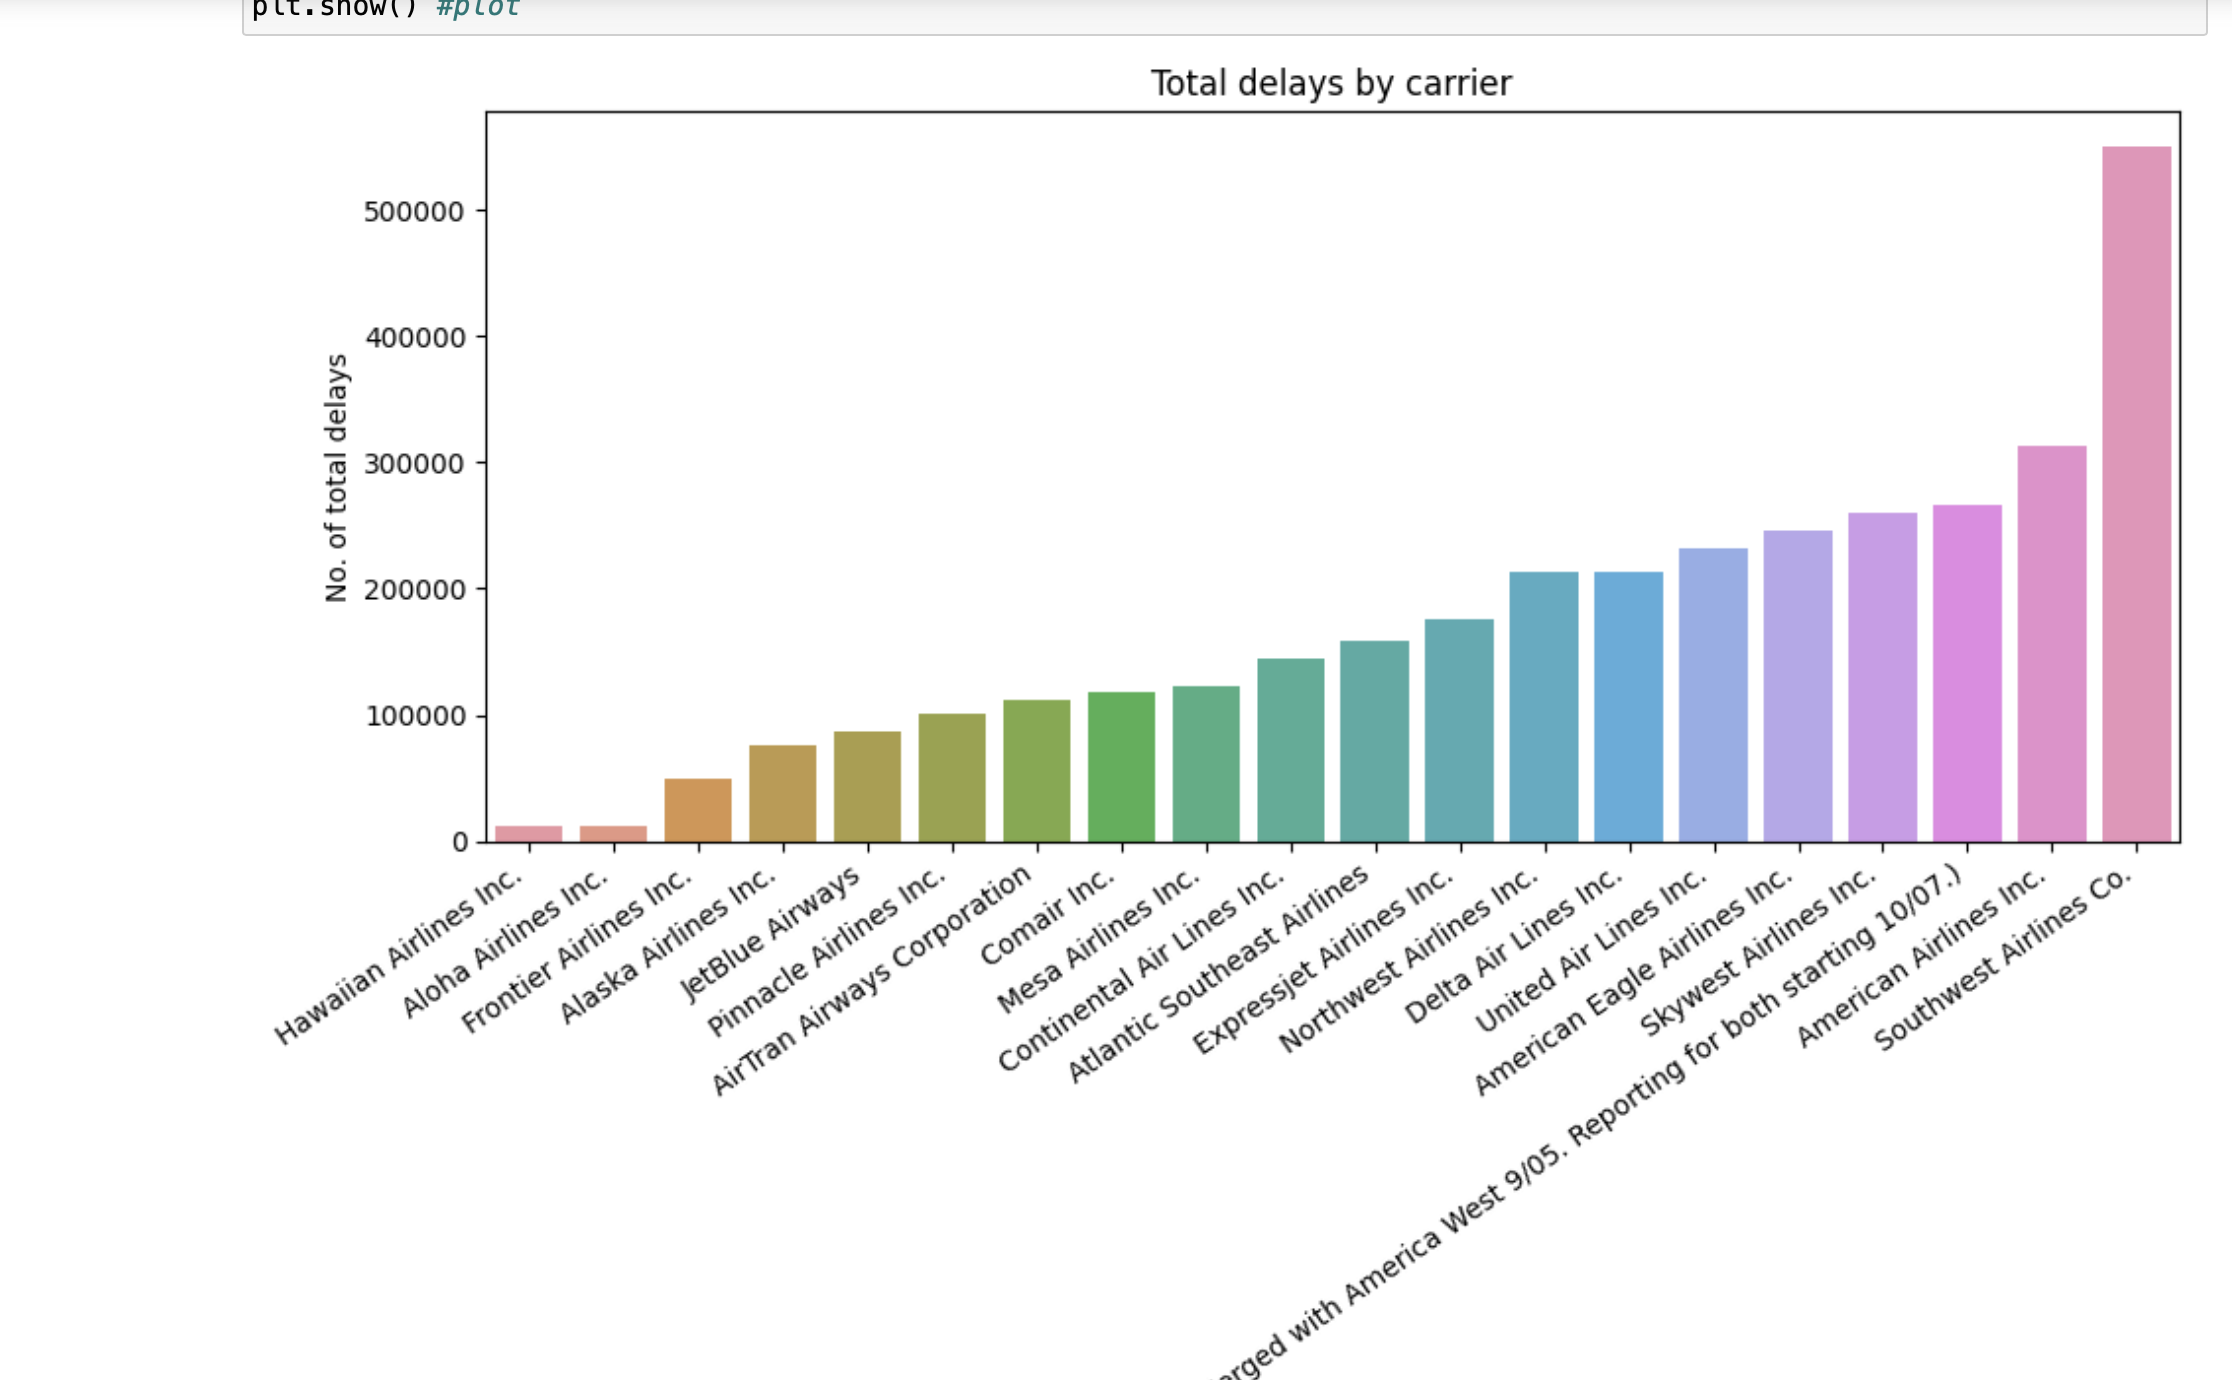 plt.show() #plot
Total delays by carrier
No. of total delays
500000
400000
300000
200000
100000
0
Hawaiian Airlines Inc.
Aloha Airlines Inc.
Frontier Airlines Inc.
Alaska Airlines Inc.
JetBlue Airways
Pinnacle Airlines Inc.
AirTran Airways Corporation
Comair Inc.
Mesa Airlines Inc.
Continental Air Lines Inc.
Atlantic Southeast Airlines
Expressjet Airlines Inc.
Northwest Airlines Inc.
Delta Air Lines Inc.
United Air Lines Inc.
American Eagle Airlines Inc.
Skywest Airlines Inc.
with America West 9/05. Reporting for both starting 10/07.)
American Airlines Inc.
Southwest Airlines Co.